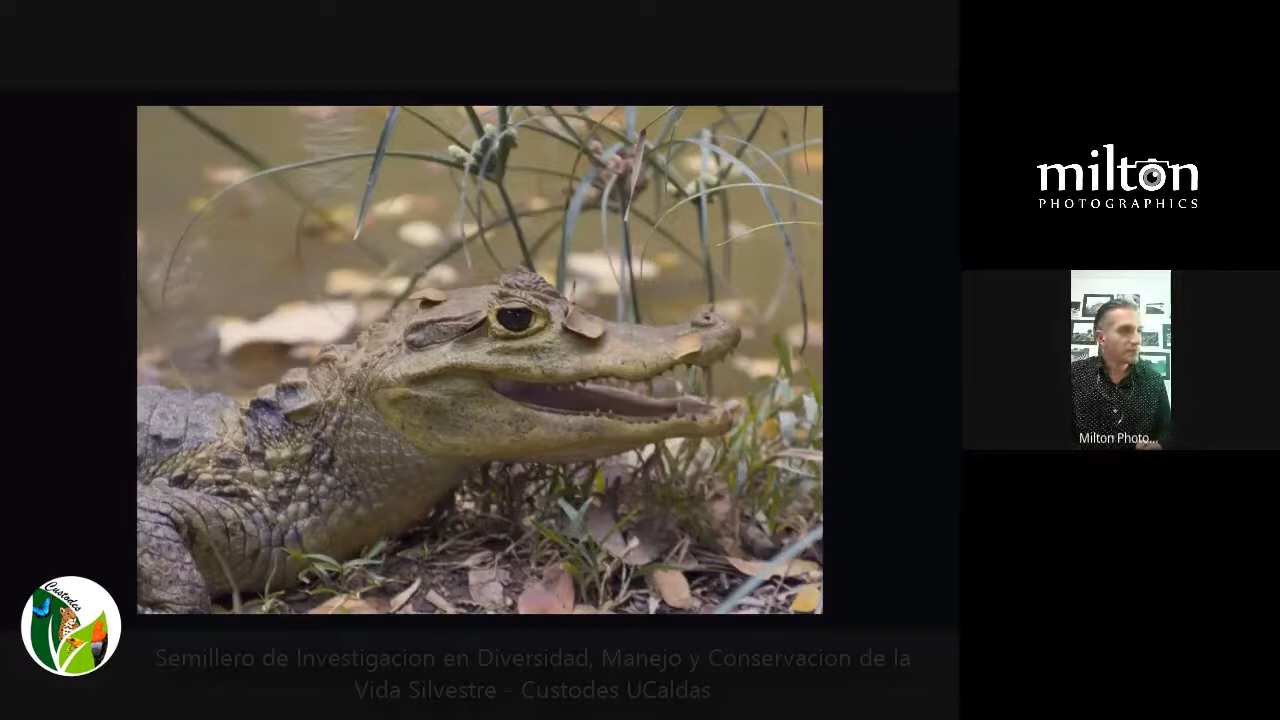 milton
PHOTOGRAPHICS
Milton Photo...
Custodes
Semillero de Investigacion en Diversidad, Manejo y Conservacion de la
Vida Silvestre - Custodes UCaldas